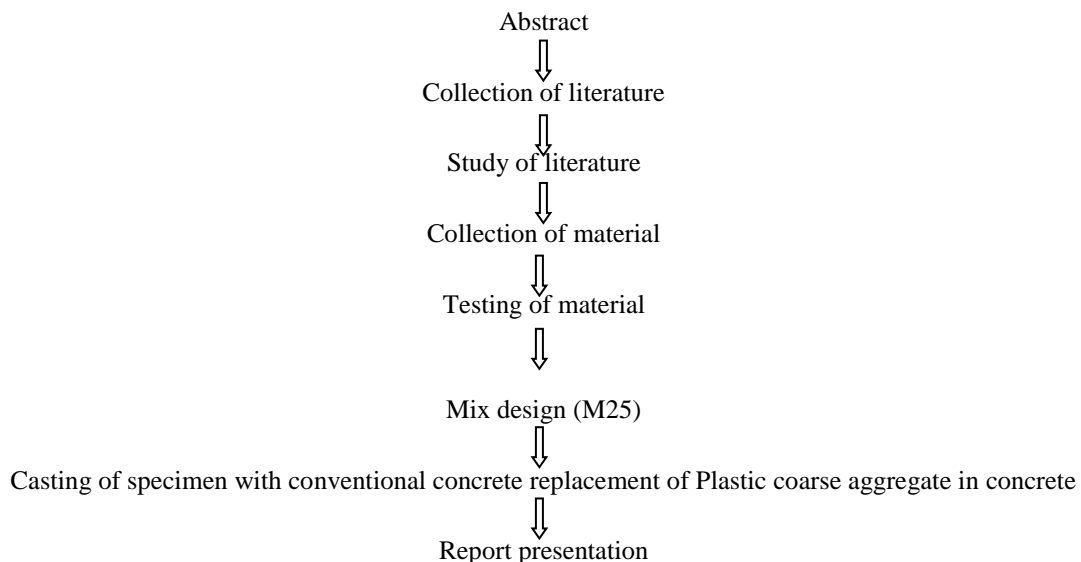 Abstract
Collection of literature
Study of literature
Collection of material
Testing of material
Mix design (M25)
Casting of specimen with conventional concrete replacement of Plastic coarse aggregate in concrete
Report presentation